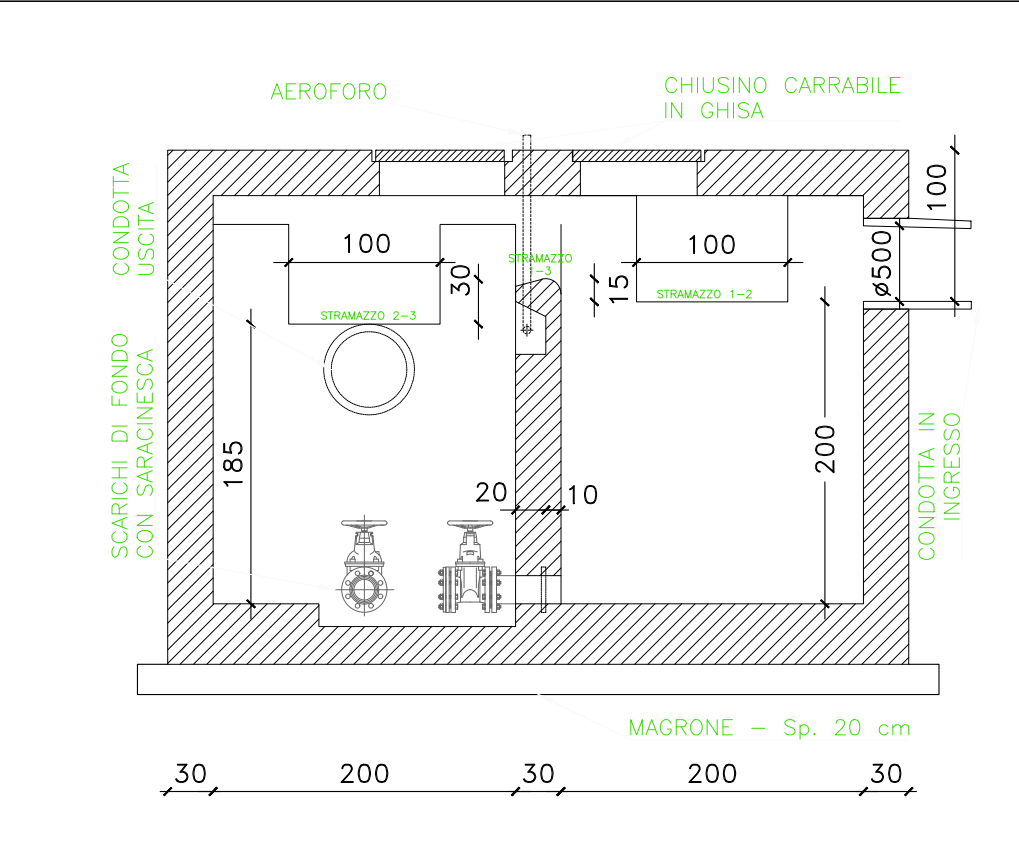 AEROFORO
CHIUSINO CARRABILE
IN GHISA
CONDOTTA
USCITA
100
30
STRAMAZZO
1-3
15
100
ø500
100
STRAMAZZO 2-3
STRAMAZZO 1-2
SCARICHI DI FONDO
CON SARACINESCA
185
20
10
200
CONDOTTA IN
INGRESSO
MAGRONE - Sp. 20 cm
30
200
30
200
30